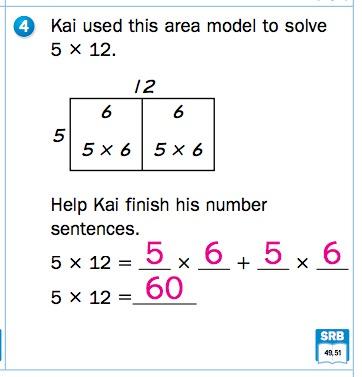 4 Kai used this area model to solve
5 × 12.
12
6 6
5 5 × 6 5 × 6
Help Kai finish his number
sentences.
5 × 12 = 5 × 6 + 5 × 6
5 × 12 = 60
SRB
49, 51